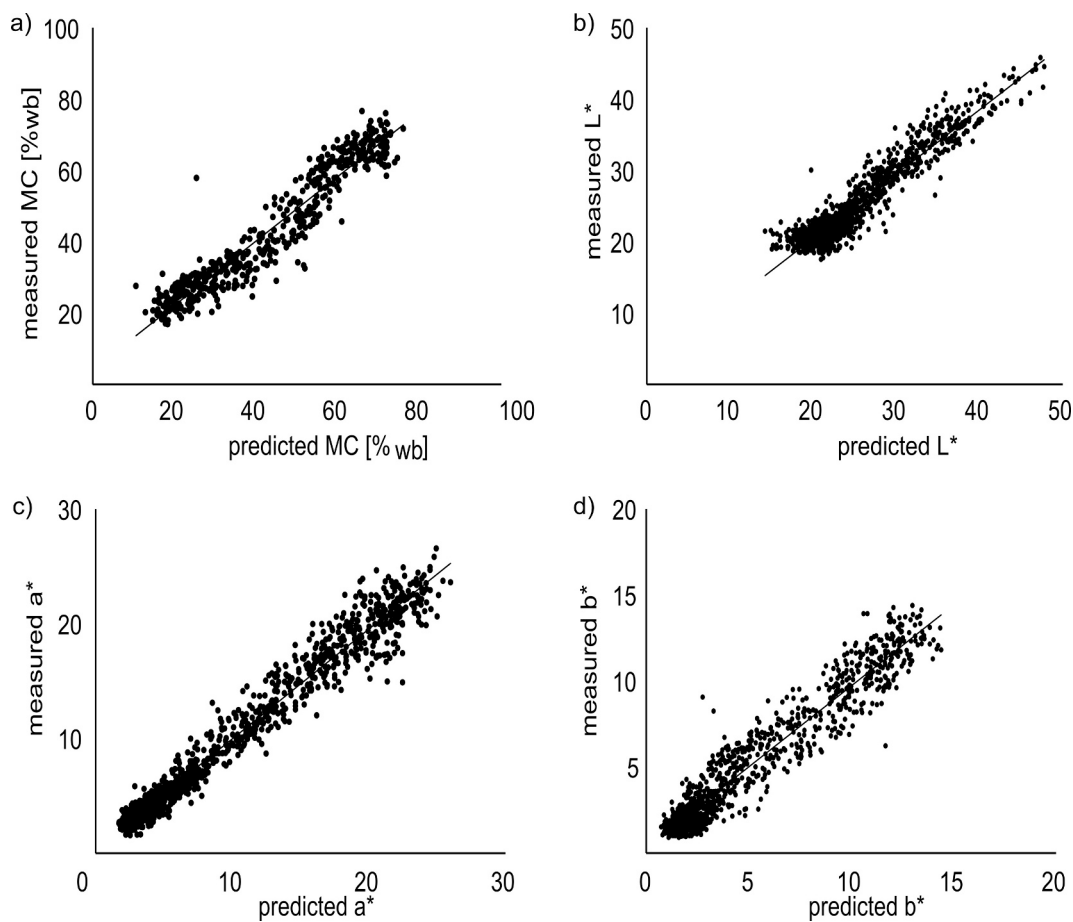 a)
100
80
60
40
20
measured MC [%wb]
0 20 40 60 80 100
predicted MC [% wb]
b)
50
40
30
20
10
measured L*
0 10 20 30 40 50
predicted L*
c)
30
20
10
measured a*
0 10 20 30
predicted a*
d)
20
15
10
5
measured b*
0 5 10 15 20
predicted b*